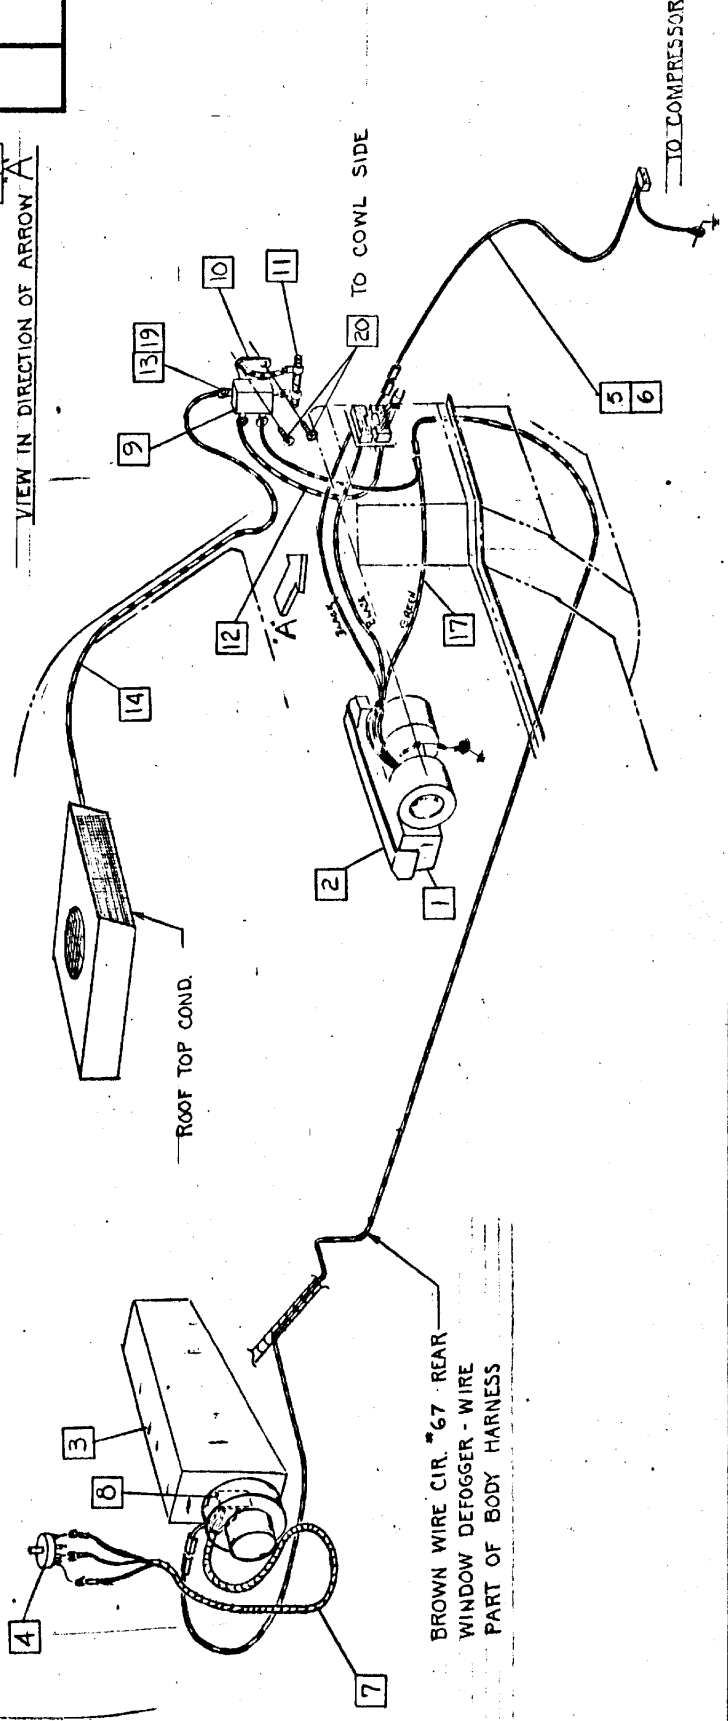 VIEW IN DIRECTION OF ARROW A
TO COMPRESSOR
TO COWL SIDE
10
11
13 19
9
20
5
6
12
"A"
14
GREEN
17
2
1
ROOF TOP COND.
3
8
4
7
BROWN WIRE CIR. #67 REAR
WINDOW DEFOGGER - WIRE
PART OF BODY HARNESS